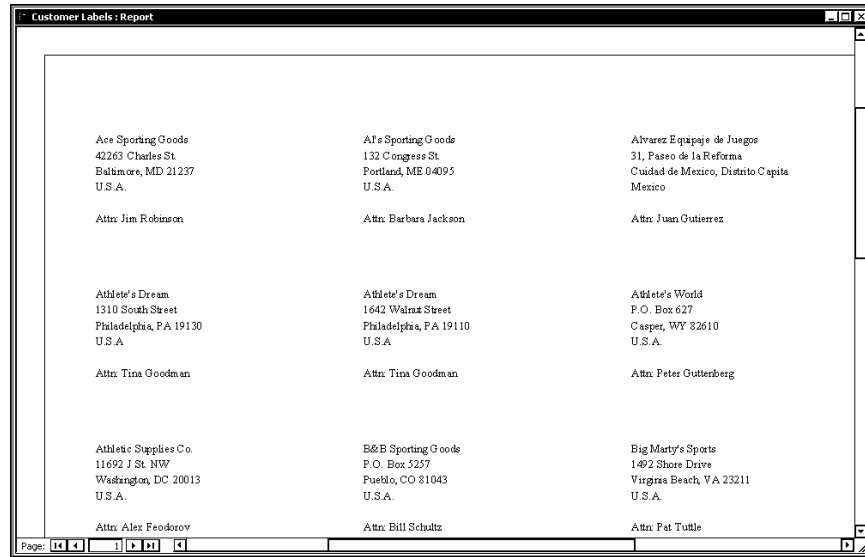 Customer Labels : Report
Ace Sporting Goods
42263 Charles St.
Baltimore, MD 21237
U.S.A.
Attn: Jim Robinson
Al's Sporting Goods
132 Congress St.
Portland, ME 04095
U.S.A.
Attn: Barbara Jackson
Alvarez Equipaje de Juegos
31, Paseo de la Reforma
Cuidad de Mexico, Distrito Capita
Mexico
Attn: Juan Gutierrez
Athlete's Dream
1310 South Street
Philadelphia, PA 19130
U.S.A
Attn: Tina Goodman
Athlete's Dream
1642 Walnut Street
Philadelphia, PA 19110
U.S.A
Attn: Tina Goodman
Athlete's World
P.O. Box 627
Casper, WY 82610
U.S.A.
Attn: Peter Guttenberg
Athletic Supplies Co.
11692 J St. NW
Washington, DC 20013
U.S.A.
Attn: Alex Feodorov
B&B Sporting Goods
P.O. Box 5257
Pueblo, CO 81043
U.S.A.
Attn: Bill Schultz
Big Marty's Sports
1492 Shore Drive
Virginia Beach, VA 23211
U.S.A.
Attn: Pat Tuttle
Page: 1